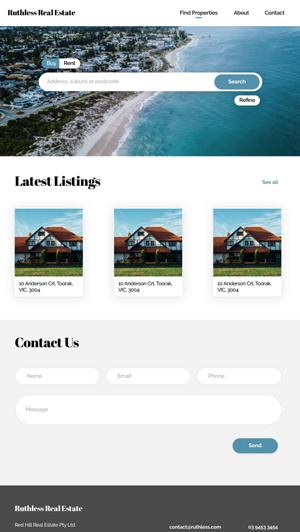 Ruthless Real Estate
Find Properties About Contact
Buy Rent
Address, suburb or postcode
Search
Refine
Latest Listings
See all
10 Anderson Crt, Toorak, VIC, 3004
10 Anderson Crt, Toorak, VIC, 3004
10 Anderson Crt, Toorak, VIC, 3004
Contact Us
Name Email Phone
Message
Send
Ruthless Real Estate
Red Hill Real Estate Pty Ltd
contact@ruthless.com 03 9453 3454